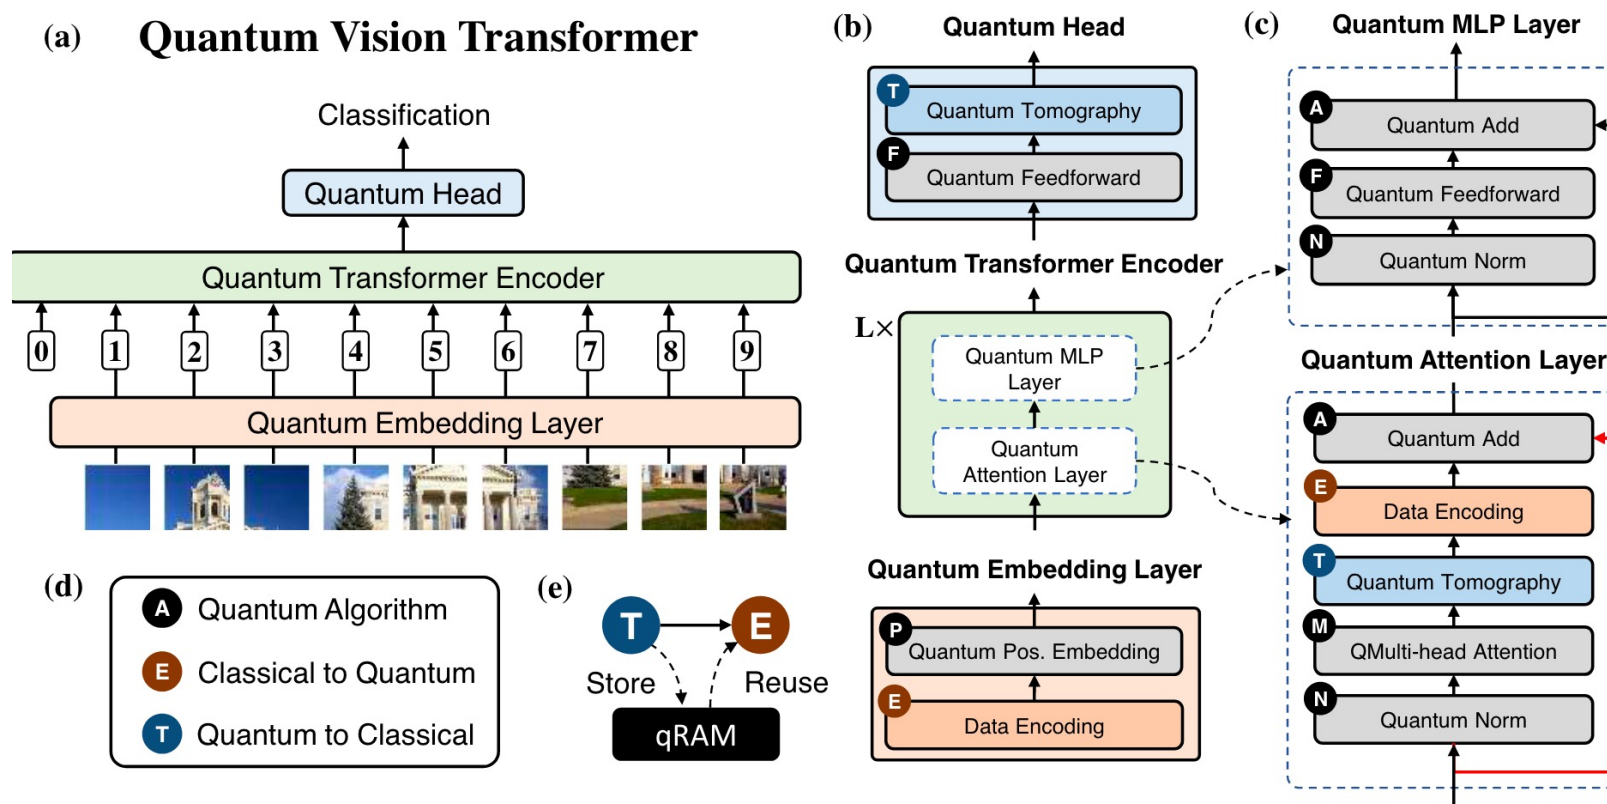 (a)
Quantum Vision Transformer
Classification
Quantum Head
Quantum Transformer Encoder
0
1
2
3
4
5
6
7
8
9
Quantum Embedding Layer
(b)
Quantum Head
T
Quantum Tomography
F
Quantum Feedforward
Quantum Transformer Encoder
L×
Quantum MLP
Layer
Quantum
Attention Layer
Quantum Embedding Layer
P
Quantum Pos. Embedding
E
Data Encoding
(c)
Quantum MLP Layer
A
Quantum Add
F
Quantum Feedforward
N
Quantum Norm
Quantum Attention Layer
A
Quantum Add
E
Data Encoding
T
Quantum Tomography
M
QMulti-head Attention
N
Quantum Norm
(d)
A Quantum Algorithm
E Classical to Quantum
T Quantum to Classical
(e)
T
E
Store
Reuse
qRAM